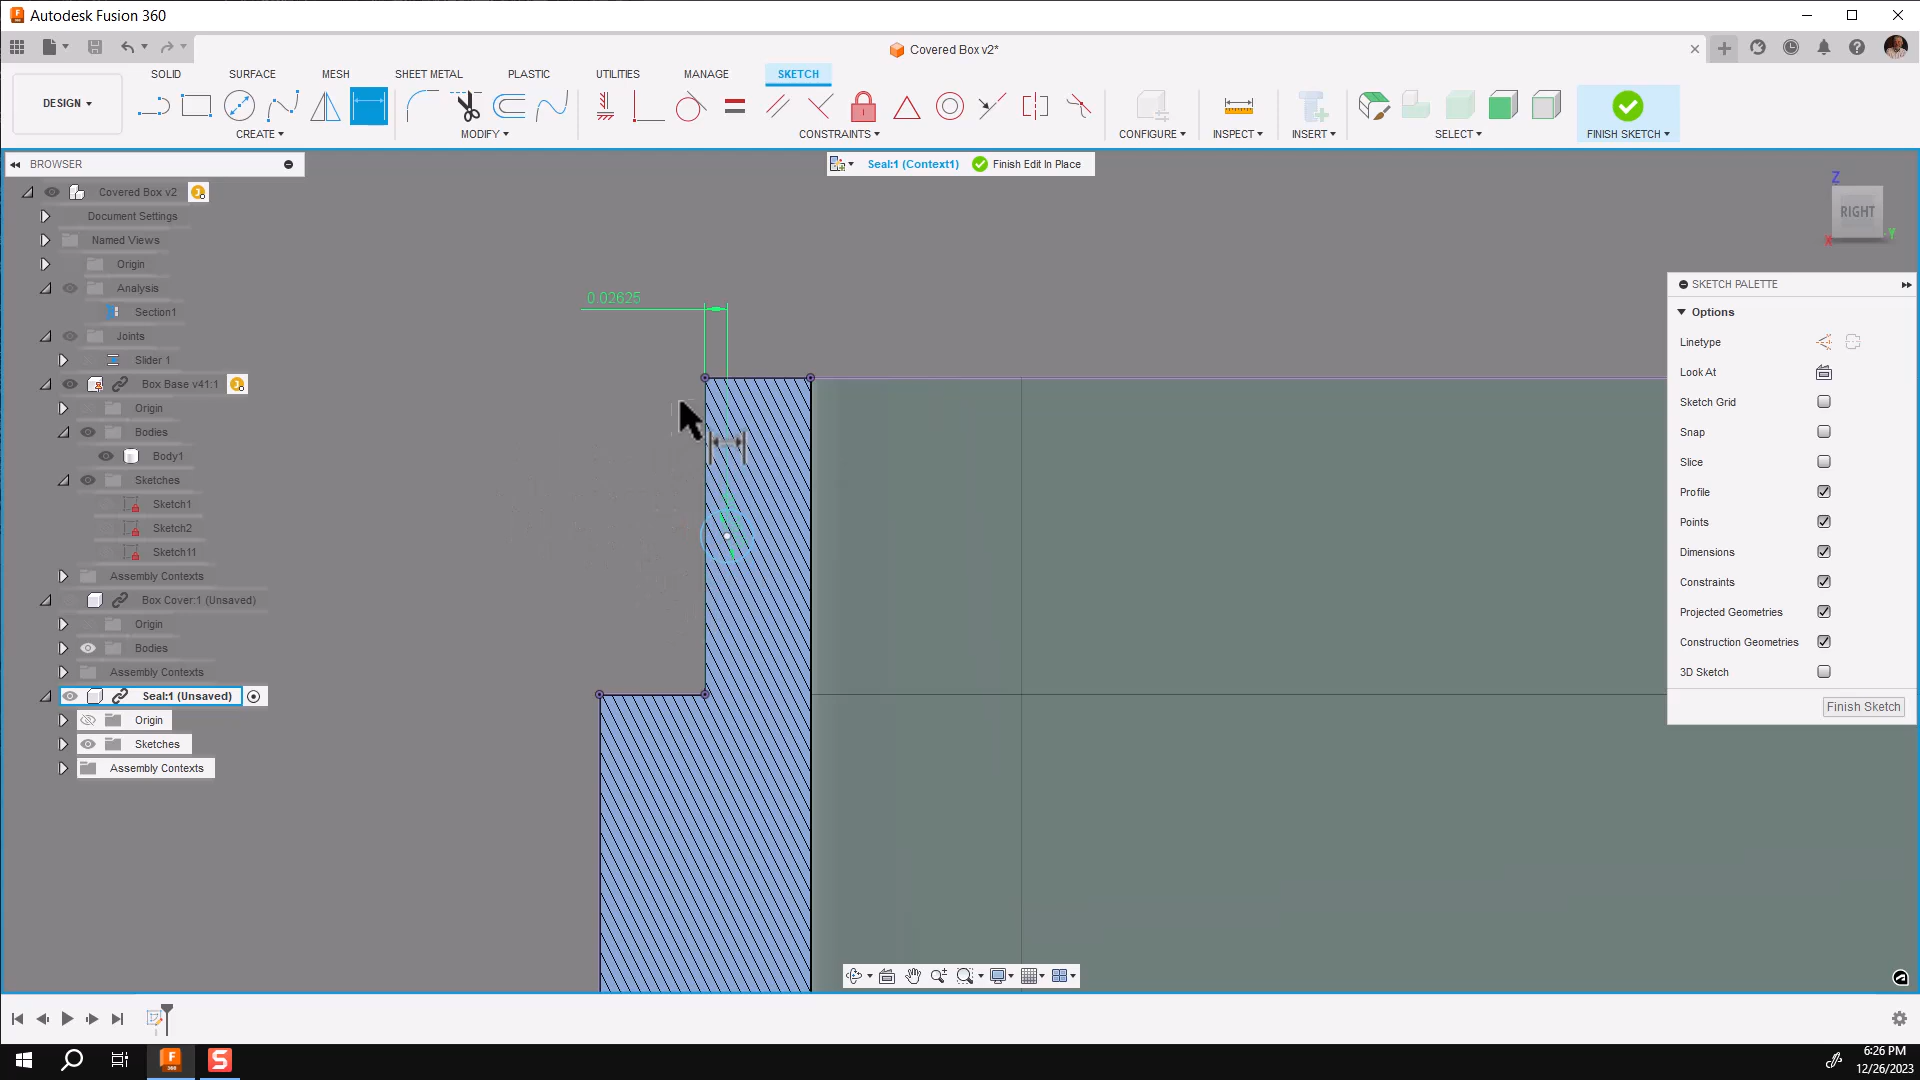 Autodesk Fusion 360
Covered Box v2*
SOLID
SURFACE
MESH
SHEET METAL
PLASTIC
UTILITIES
MANAGE
SKETCH
DESIGN
CREATE
MODIFY
CONSTRAINTS
CONFIGURE
INSPECT
INSERT
SELECT
FINISH SKETCH
BROWSER
Seal:1 (Context1)
Finish Edit In Place
Covered Box v2
Document Settings
Named Views
Origin
Analysis
Section1
Joints
Slider 1
Box Base v41:1
Origin
Bodies
Body1
Sketches
Sketch1
Sketch2
Sketch11
Assembly Contexts
Box Cover:1 (Unsaved)
Origin
Bodies
Assembly Contexts
Seal:1 (Unsaved)
Origin
Sketches
Assembly Contexts
0.02625
Z
RIGHT
X
Y
SKETCH PALETTE
Options
Linetype
Look At
Sketch Grid
Snap
Slice
Profile
Points
Dimensions
Constraints
Projected Geometries
Construction Geometries
3D Sketch
Finish Sketch
F
360
S
6:26 PM
12/26/2023